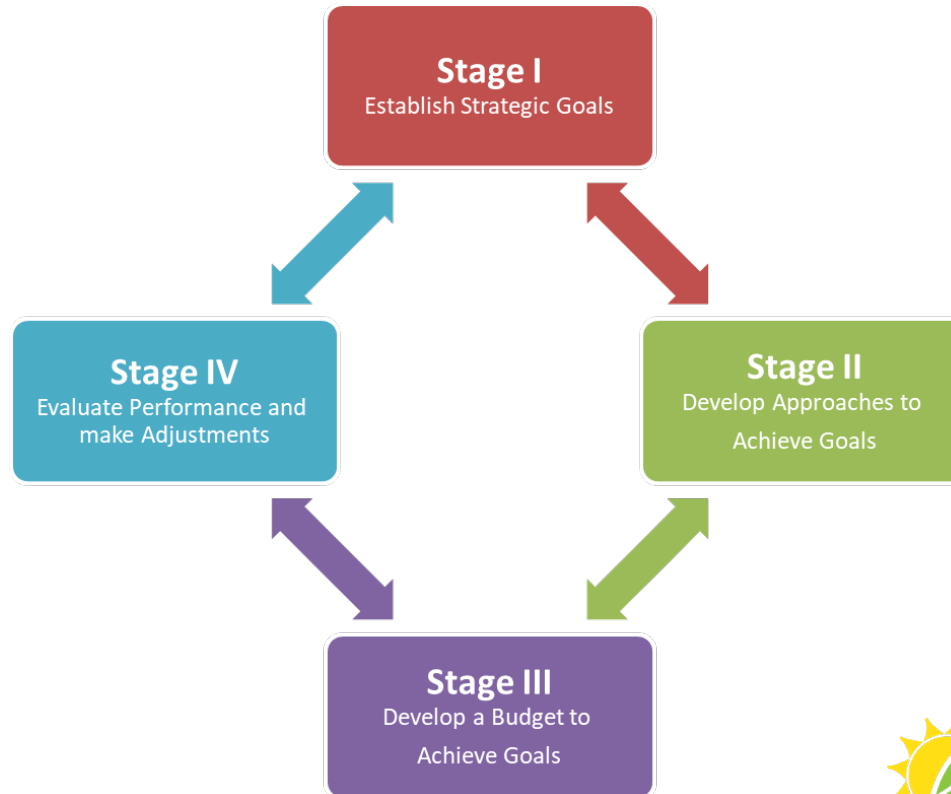 Stage I
Establish Strategic Goals
Stage IV
Evaluate Performance and
make Adjustments
Stage II
Develop Approaches to
Achieve Goals
Stage III
Develop a Budget to
Achieve Goals